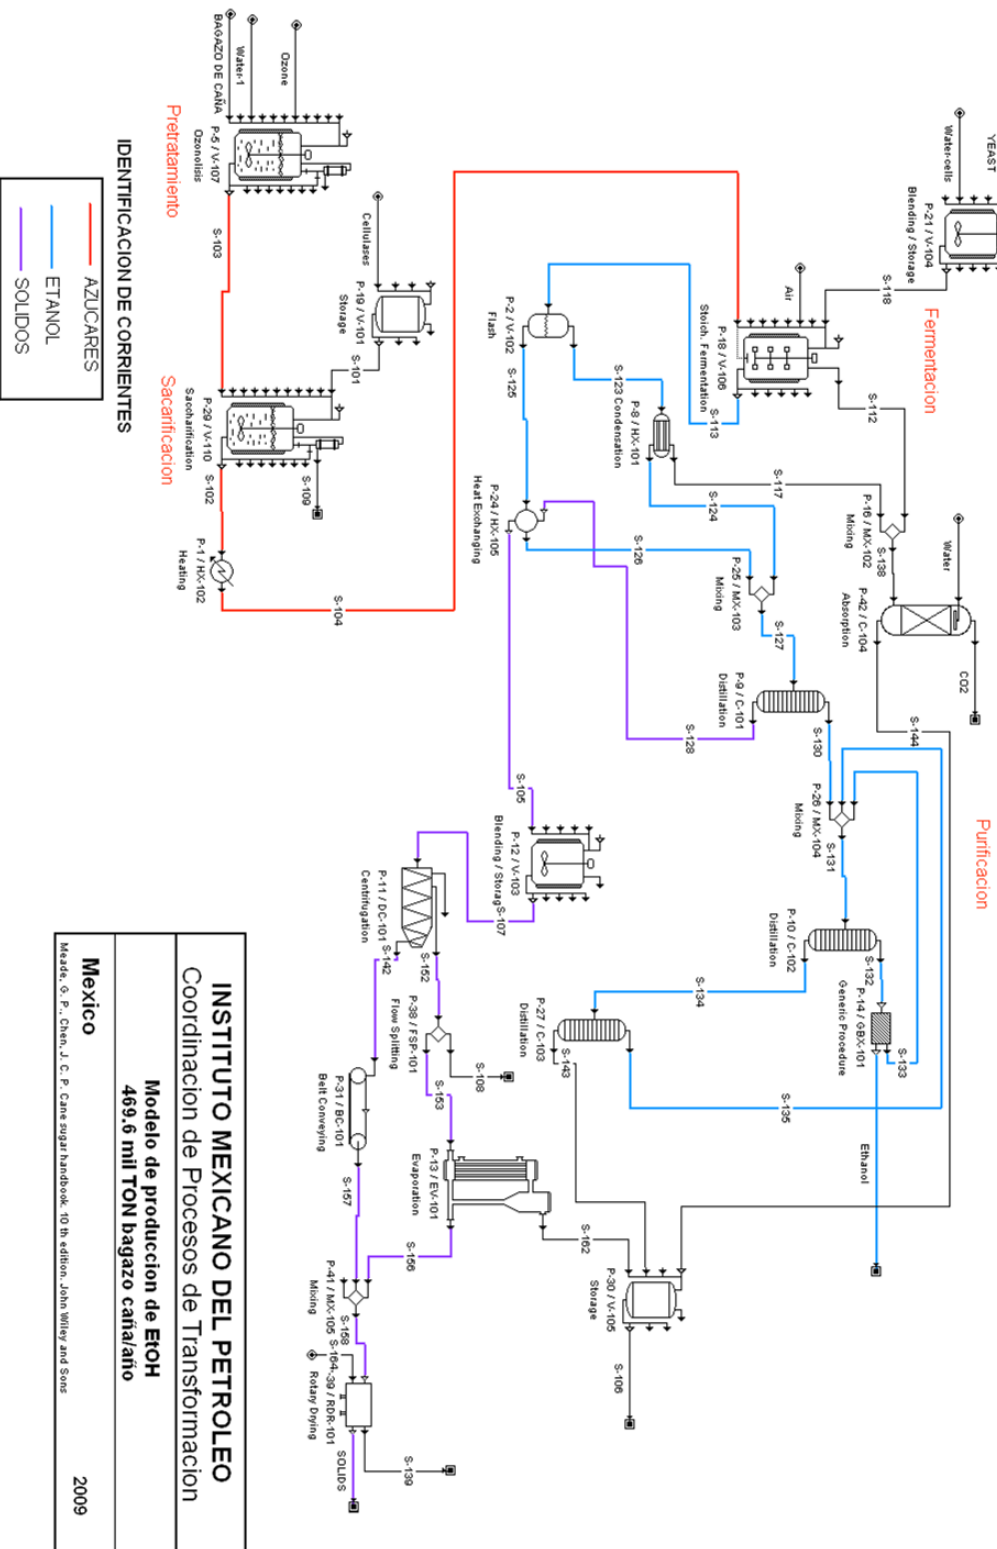 Pretratamiento
BAGAZO DE CAÑA
Water-1
Ozone
P-5 / V-107
Ozonolisis
S-103
Cellulases
P-19 / V-101
Storage
S-101
Sacarificacion
P-29 / V-110
Saccharification
S-109
S-102
P-1 / HX-102
Heating
S-104
Fermentacion
YEAST
Water-cells
P-21 / V-104
Blending / Storage
S-118
Air
P-18 / V-106
Stoich. Fermentation
S-112
S-113
P-2 / V-102
Flash
S-123
P-8 / HX-101
Condensation
S-125
S-117
S-124
P-24 / HX-105
Heat Exchanging
S-126
P-16 / MX-102
Mixing
S-138
Water
P-42 / C-104
Absorption
CO2
S-144
P-25 / MX-103
Mixing
S-127
P-9 / C-101
Distillation
S-128
S-130
Purificacion
P-26 / MX-104
Mixing
S-131
P-10 / C-102
Distillation
S-132
P-14 / GBX-101
Generic Procedure
S-133
Ethanol
S-134
P-27 / C-103
Distillation
S-135
S-143
S-105
P-12 / V-103
Blending / Storag
S-107
P-11 / DC-101
Centrifugation
S-142
S-152
P-38 / FSP-101
Flow Splitting
S-108
S-153
P-31 / BC-101
Belt Conveying
S-157
P-13 / EV-101
Evaporation
S-162
S-156
P-30 / V-105
Storage
S-106
P-41 / MX-105
Mixing
S-158
S-164
-39 / RDR-101
Rotary Drying
S-139
SOLIDS
IDENTIFICACION DE CORRIENTES
AZUCARES
ETANOL
SOLIDOS
INSTITUTO MEXICANO DEL PETROLEO
Coordinacion de Procesos de Transformacion
Modelo de produccion de EtOH
469.6 mil TON bagazo caña/año
Mexico
2009
Meade, G. P., Chen, J. C. P. Cane sugar handbook. 10 th edition. John Wiley and Sons